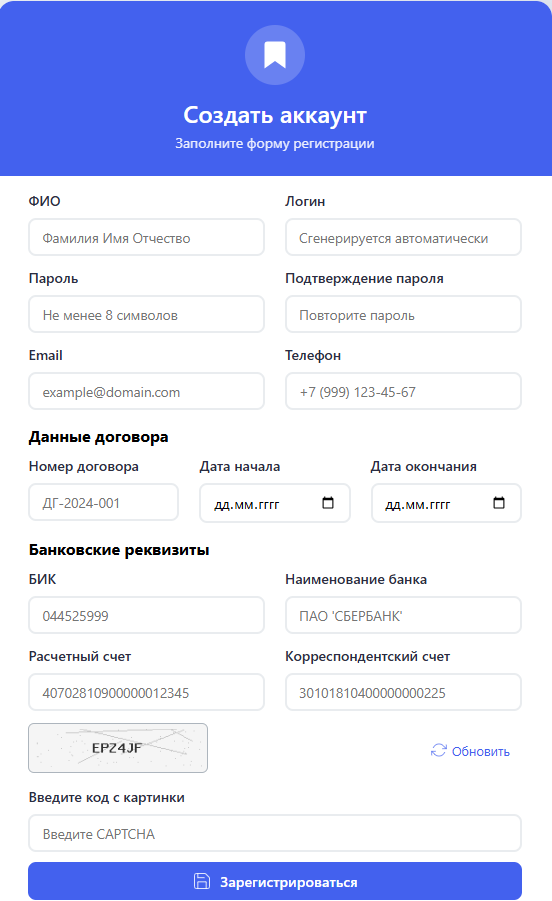 Создать аккаунт
Заполните форму регистрации
ФИО Логин
Фамилия Имя Отчество Сгенерируется автоматически
Пароль Подтверждение пароля
Не менее 8 символов Повторите пароль
Email Телефон
example@domain.com +7 (999) 123-45-67
Данные договора
Номер договора Дата начала Дата окончания
ДГ-2024-001 дд.мм.гггг дд.мм.гггг
Банковские реквизиты
БИК Наименование банка
044525999 ПАО 'СБЕРБАНК'
Расчетный счет Корреспондентский счет
40702810900000012345 30101810400000000225
EPZ4JF Обновить
Введите код с картинки
Введите CAPTCHA
Зарегистрироваться